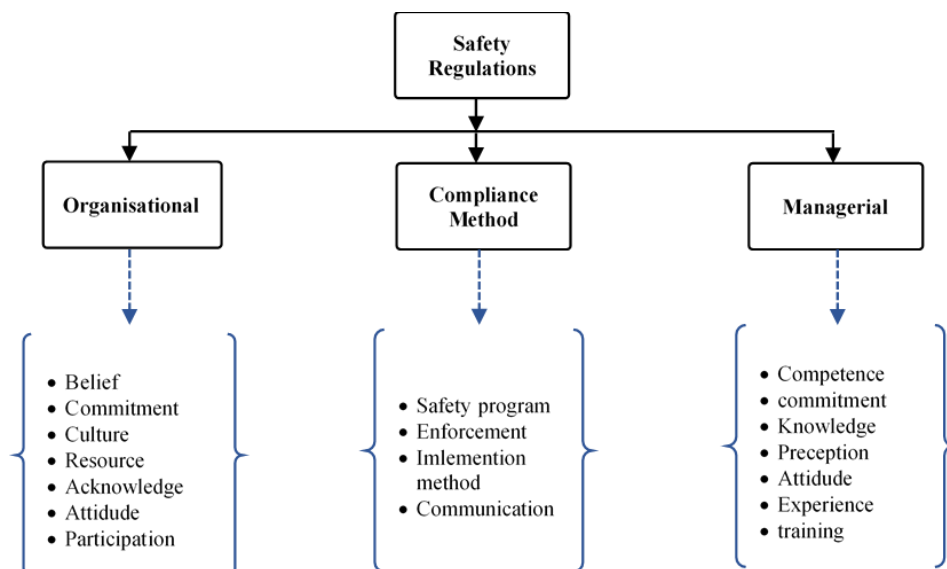 Safety
Regulations
Organisational
Compliance
Method
Managerial
• Belief
• Commitment
• Culture
• Resource
• Acknowledge
• Attidude
• Participation
• Safety program
• Enforcement
• Imlemention
method
• Communication
• Competence
• commitment
• Knowledge
• Preception
• Attidude
• Experience
• training